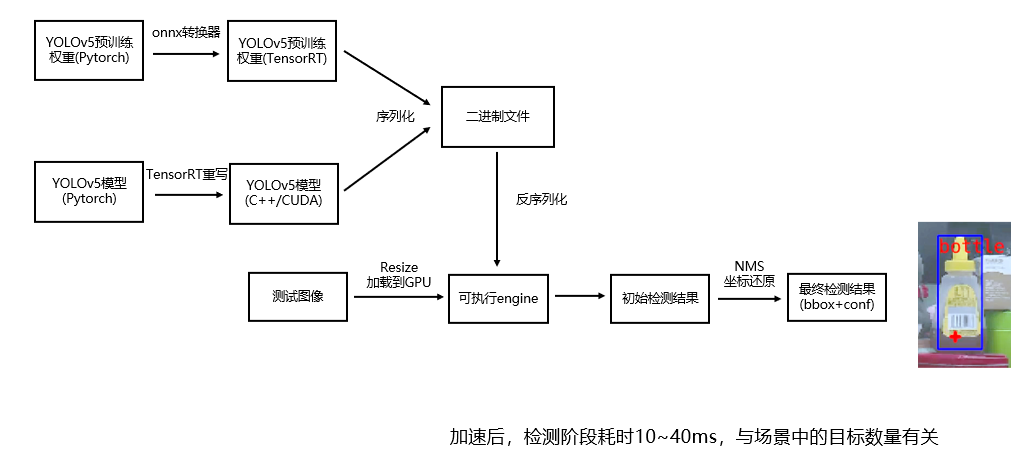 onnx转换器
YOLOv5预训练
权重(Pytorch)
YOLOv5预训练
权重(TensorRT)
序列化
二进制文件
TensorRT重写
YOLOv5模型
(Pytorch)
YOLOv5模型
(C++/CUDA)
反序列化
bottle
Resize
加载到GPU
NMS
坐标还原
测试图像
可执行engine
初始检测结果
最终检测结果
(bbox+conf)
加速后，检测阶段耗时10~40ms，与场景中的目标数量有关